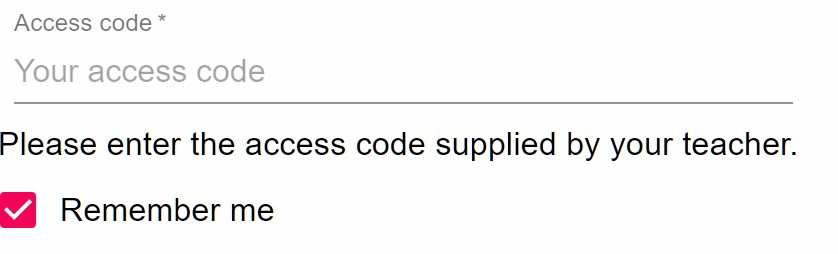 Access code *
Your access code
Please enter the access code supplied by your teacher.
Remember me